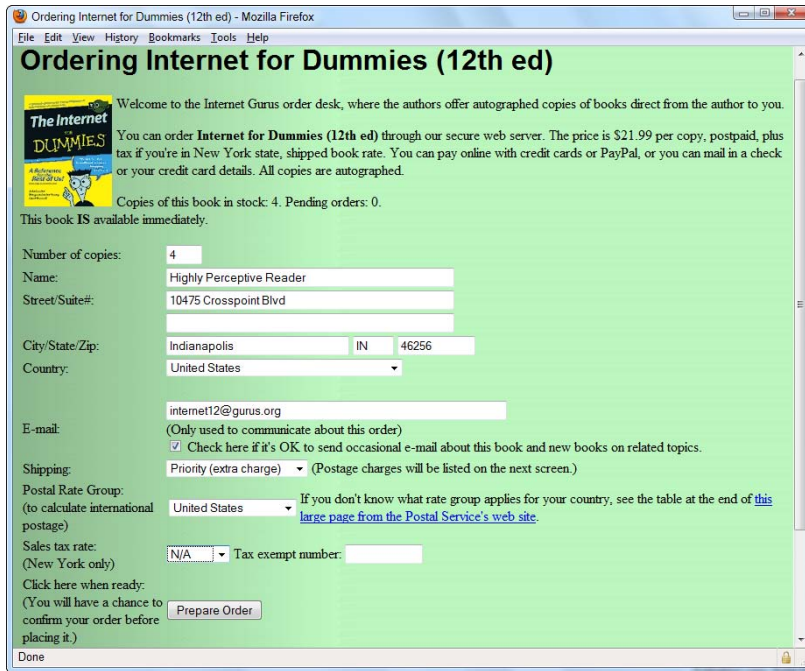 Ordering Internet for Dummies (12th ed) - Mozilla Firefox
File Edit View History Bookmarks Tools Help
Ordering Internet for Dummies (12th ed)
The Internet
FOR
DUMMIES
A Reference
Rest of Us!
Welcome to the Internet Gurus order desk, where the authors offer autographed copies of books direct from the author to you.
You can order Internet for Dummies (12th ed) through our secure web server. The price is $21.99 per copy, postpaid, plus
tax if you're in New York state, shipped book rate. You can pay online with credit cards or PayPal, or you can mail in a check
or your credit card details. All copies are autographed.
Copies of this book in stock: 4. Pending orders: 0.
This book IS available immediately.
Number of copies: 4
Name: Highly Perceptive Reader
Street/Suite#: 10475 Crosspoint Blvd
City/State/Zip: Indianapolis IN 46256
Country: United States
internet12@gurus.org
E-mail: (Only used to communicate about this order)
Check here if it's OK to send occasional e-mail about this book and new books on related topics.
Shipping: Priority (extra charge) (Postage charges will be listed on the next screen.)
Postal Rate Group:
(to calculate international
postage)
United States
If you don't know what rate group applies for your country, see the table at the end of this
large page from the Postal Service's web site.
Sales tax rate:
(New York only)
N/A Tax exempt number:
Click here when ready:
(You will have a chance to
confirm your order before
placing it.)
Prepare Order
Done